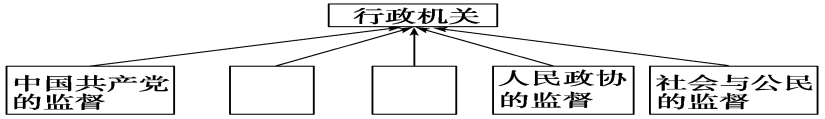 行政机关
中国共产党
的监督
人民政协
的监督
社会与公民
的监督